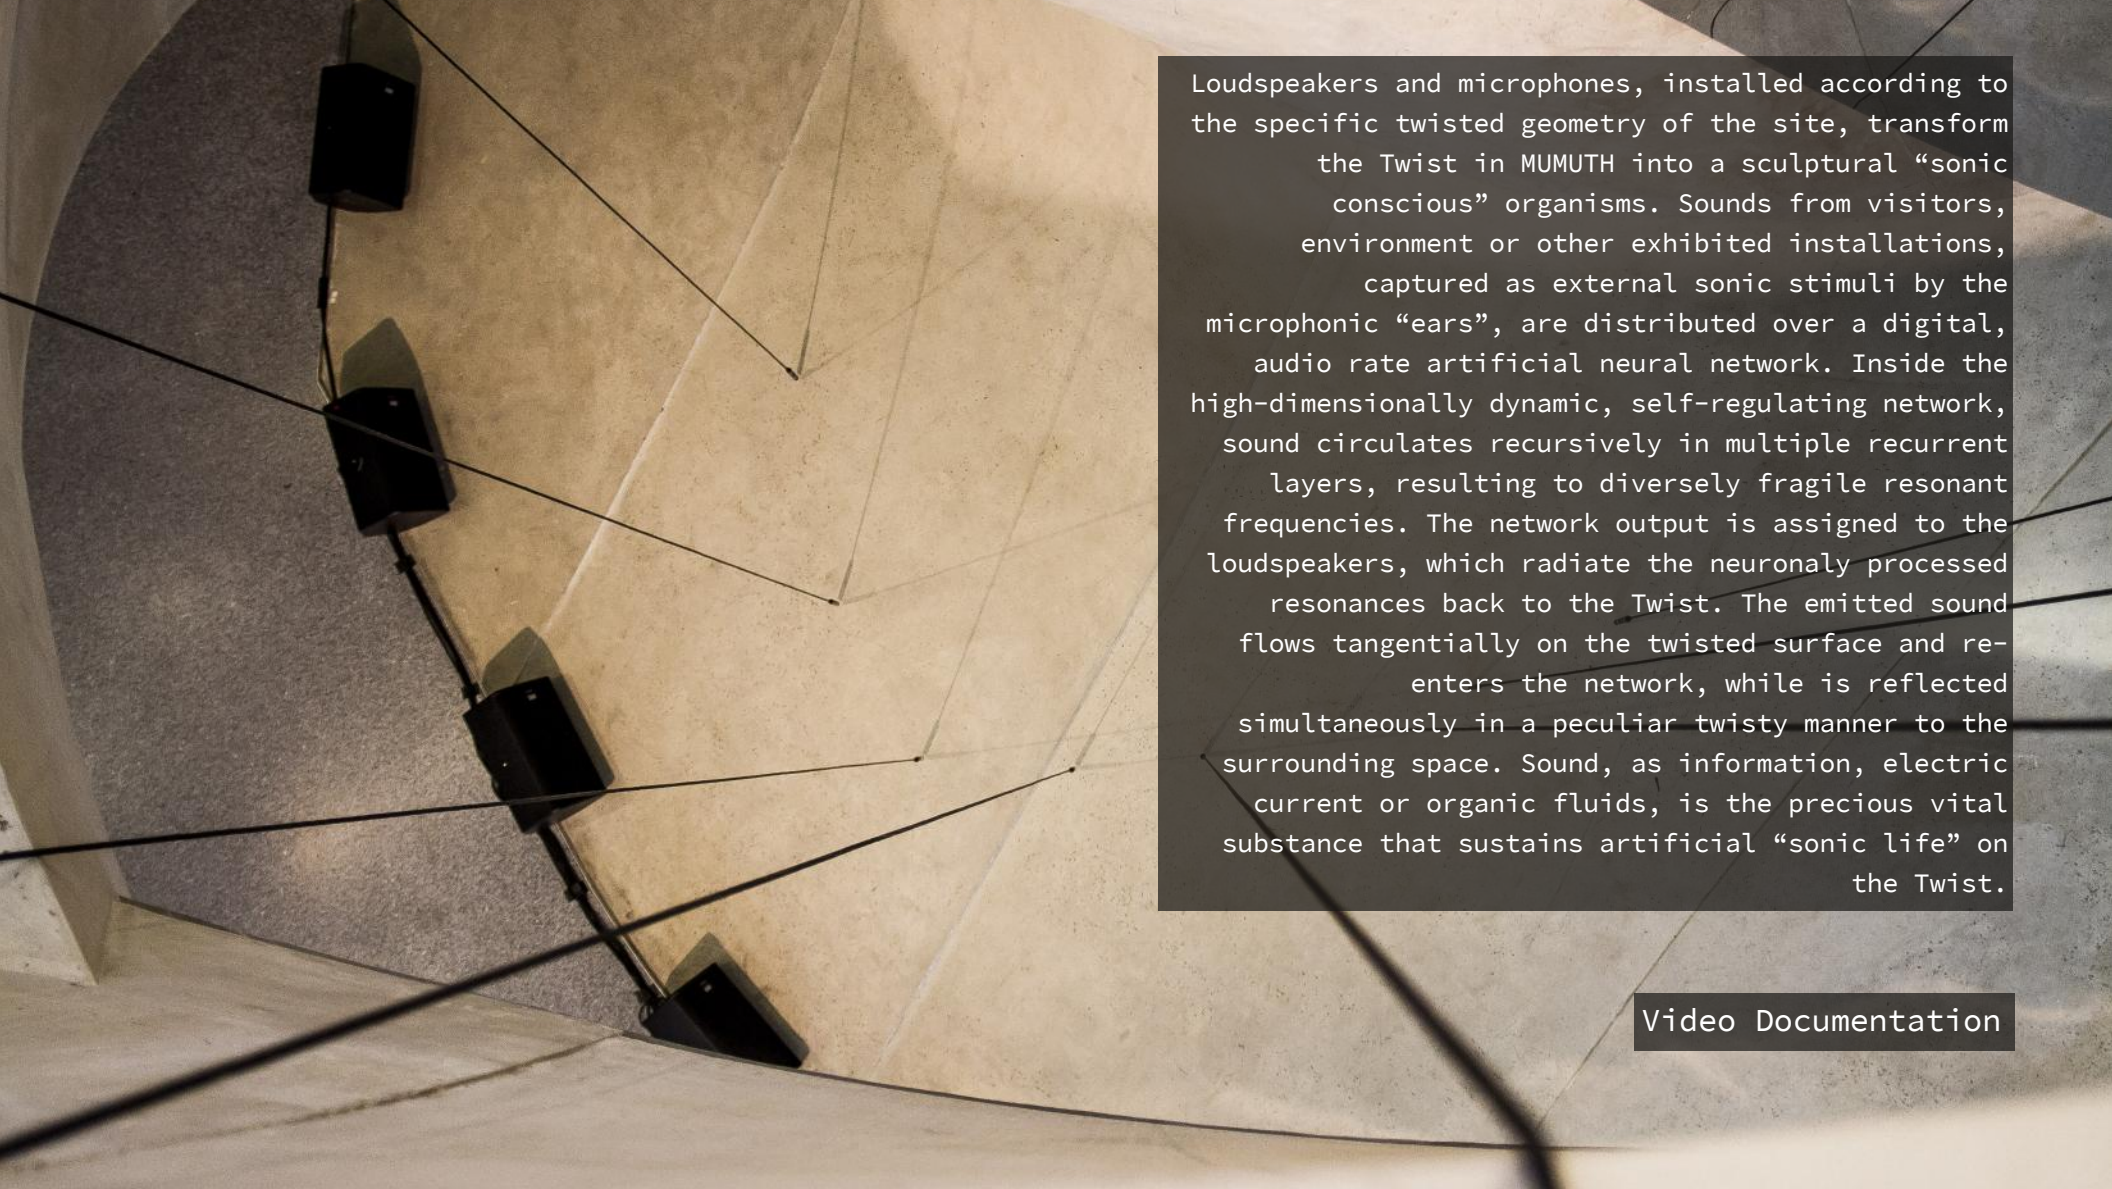 Loudspeakers and microphones, installed according to
the specific twisted geometry of the site, transform
the Twist in MUMUTH into a sculptural “sonic
conscious” organisms. Sounds from visitors,
environment or other exhibited installations,
captured as external sonic stimuli by the
microphonic “ears”, are distributed over a digital,
audio rate artificial neural network. Inside the
high-dimensionally dynamic, self-regulating network,
sound circulates recursively in multiple recurrent
layers, resulting to diversely fragile resonant
frequencies. The network output is assigned to the
loudspeakers, which radiate the neuronaly processed
resonances back to the Twist. The emitted sound
flows tangentially on the twisted surface and re-
enters the network, while is reflected
simultaneously in a peculiar twisty manner to the
surrounding space. Sound, as information, electric
current or organic fluids, is the precious vital
substance that sustains artificial “sonic life” on
the Twist.
Video Documentation